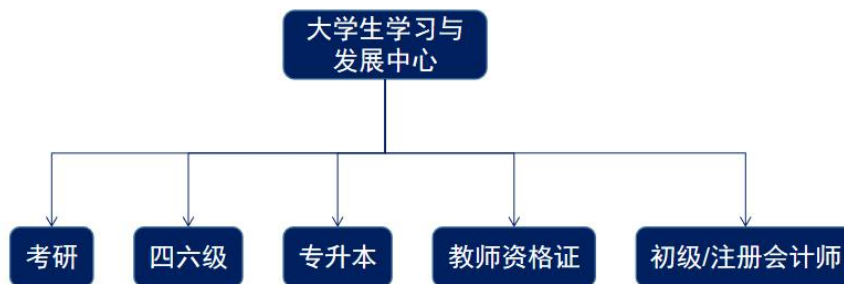 大学生学习与
发展中心
考研
四六级
专升本
教师资格证
初级/注册会计师